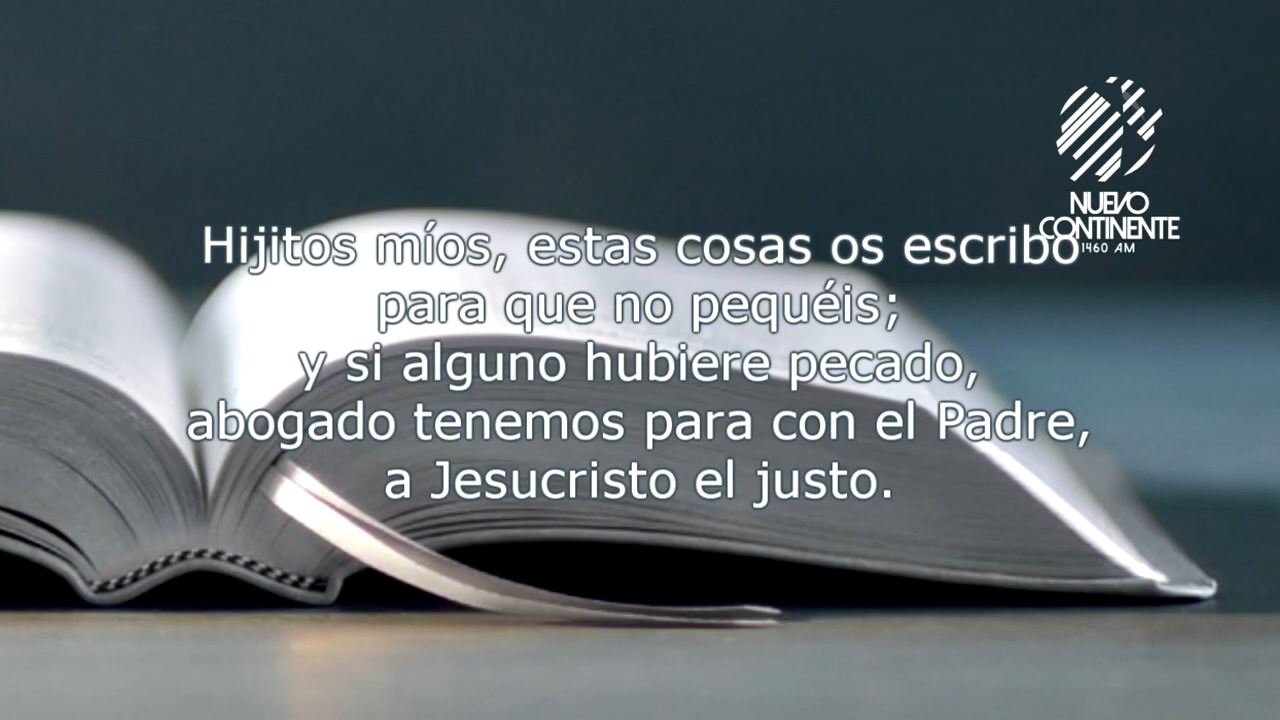 NUEVO
CONTINENTE
1460 AM
Hijitos míos, estas cosas os escribo
para que no pequéis;
y si alguno hubiere pecado,
abogado tenemos para con el Padre,
a Jesucristo el justo.